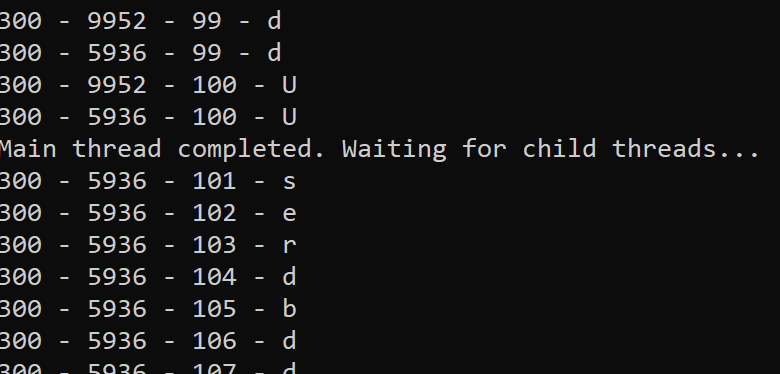 300 - 9952 - 99 - d
300 - 5936 - 99 - d
300 - 9952 - 100 - U
300 - 5936 - 100 - U
Main thread completed. Waiting for child threads...
300 - 5936 - 101 - s
300 - 5936 - 102 - e
300 - 5936 - 103 - r
300 - 5936 - 104 - d
300 - 5936 - 105 - b
300 - 5936 - 106 - d
300 - 5936 - 107 - d